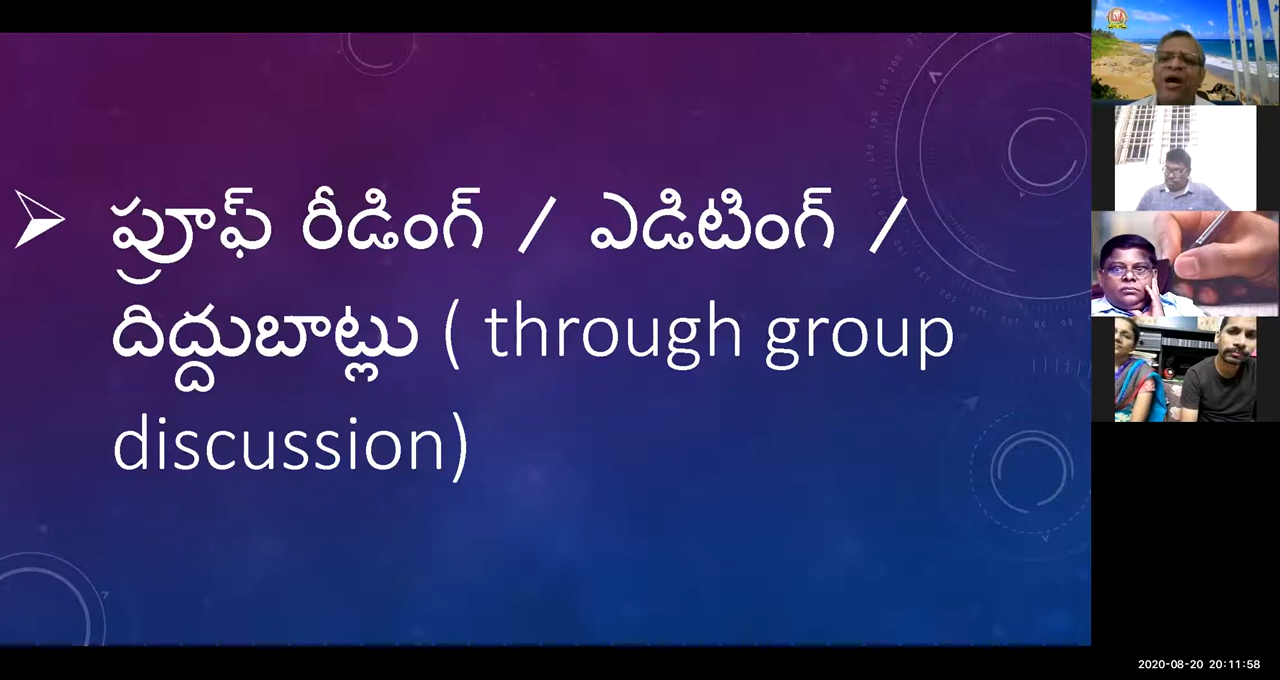 ప్రూఫ్ రీడింగ్ / ఎడిటింగ్ /
దిద్దుబాట్లు ( through group
discussion)
2020-08-20 20:11:58